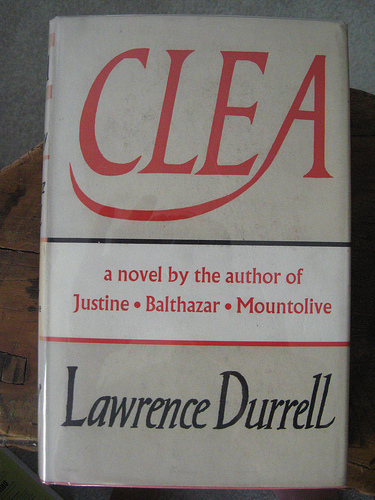 CLEA
a novel by the author of
Justine • Balthazar • Mountolive
Lawrence Durrell